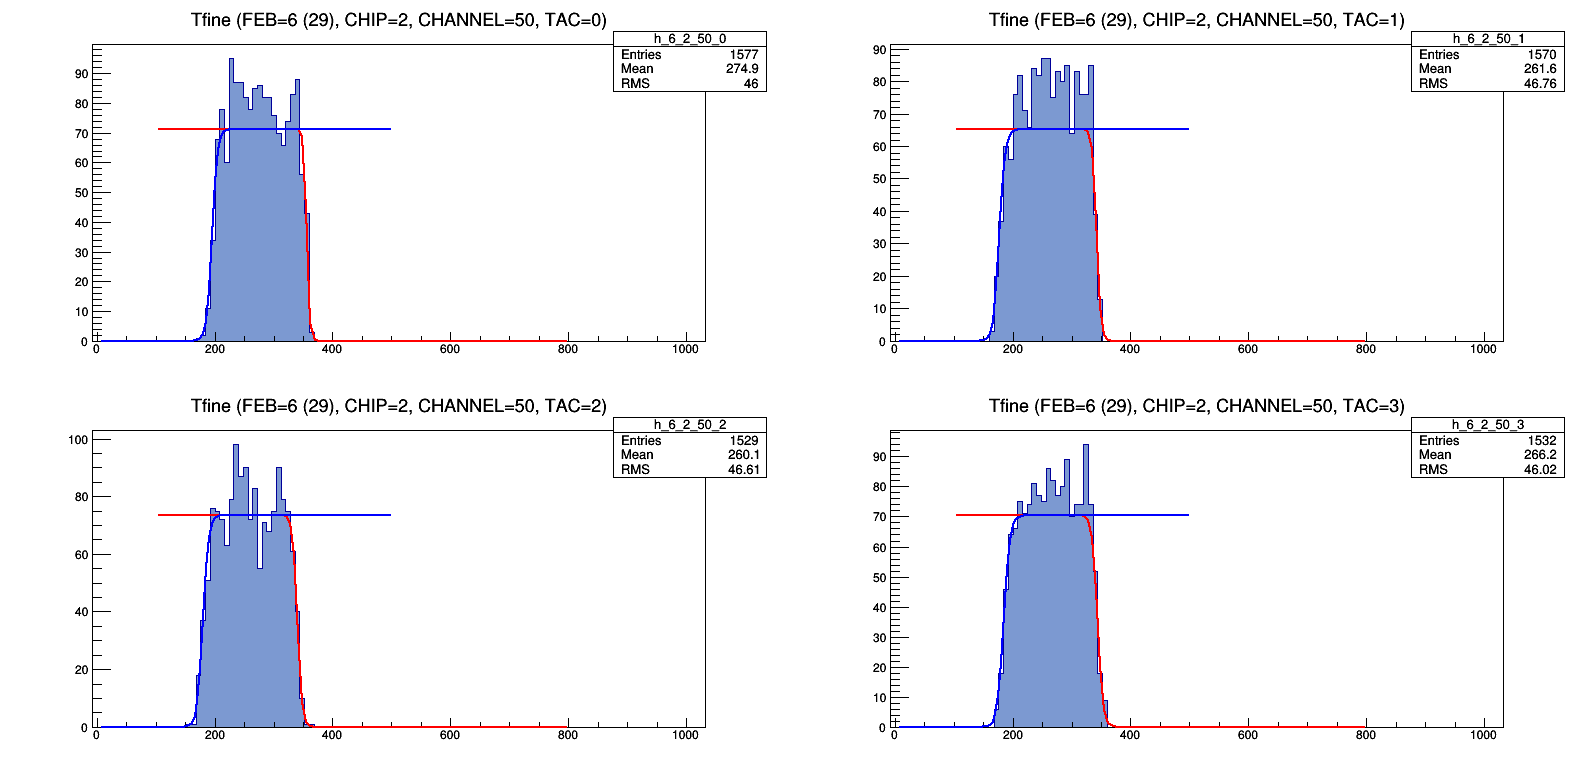 Tfine (FEB=6 (29), CHIP=2, CHANNEL=50, TAC=0)
h_6_2_50_0
Entries 1577
Mean 274.9
RMS 46
90
80
70
60
50
40
30
20
10
0
0 200 400 600 800 1000
Tfine (FEB=6 (29), CHIP=2, CHANNEL=50, TAC=1)
h_6_2_50_1
Entries 1570
Mean 261.6
RMS 46.76
90
80
70
60
50
40
30
20
10
0
0 200 400 600 800 1000
Tfine (FEB=6 (29), CHIP=2, CHANNEL=50, TAC=2)
h_6_2_50_2
Entries 1529
Mean 260.1
RMS 46.61
100
80
60
40
20
0
0 200 400 600 800 1000
Tfine (FEB=6 (29), CHIP=2, CHANNEL=50, TAC=3)
h_6_2_50_3
Entries 1532
Mean 266.2
RMS 46.02
90
80
70
60
50
40
30
20
10
0
0 200 400 600 800 1000